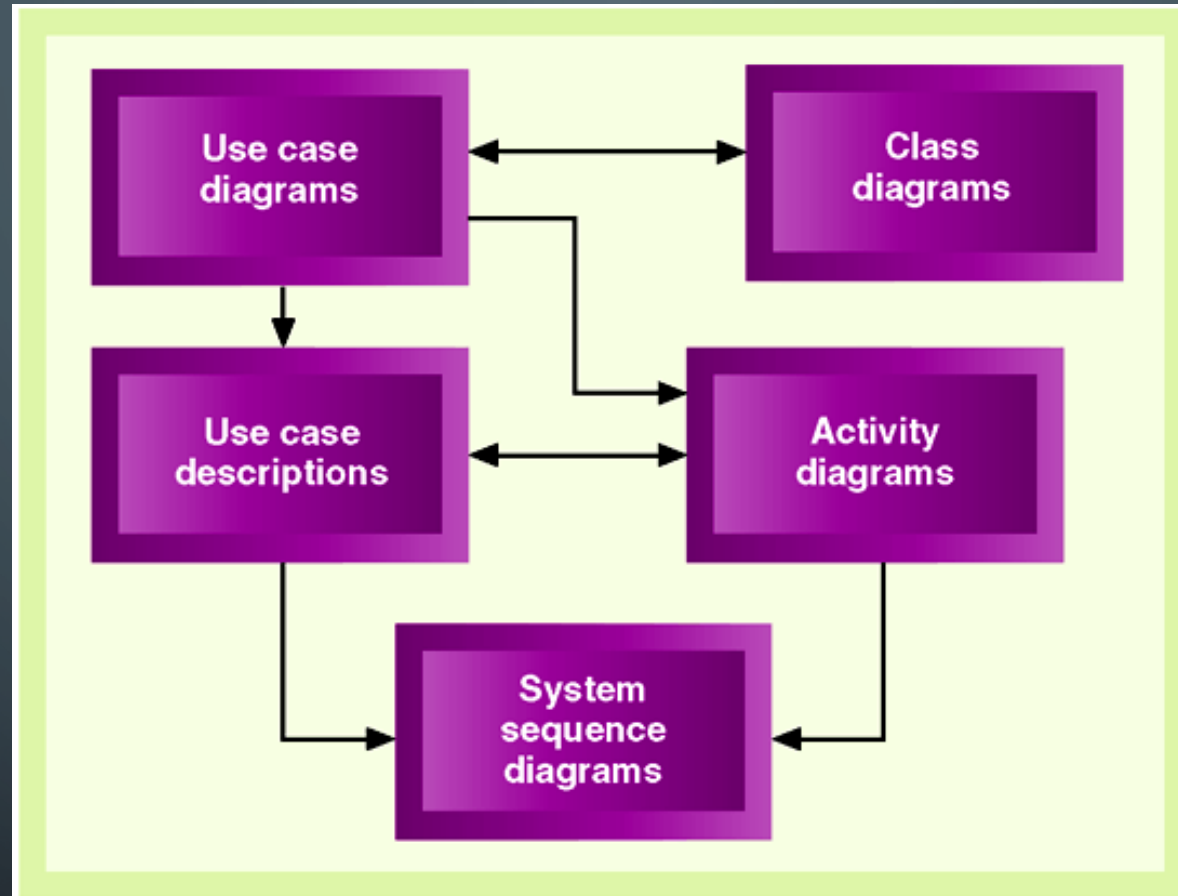 Use case
diagrams
Class
diagrams
Use case
descriptions
Activity
diagrams
System
sequence
diagrams